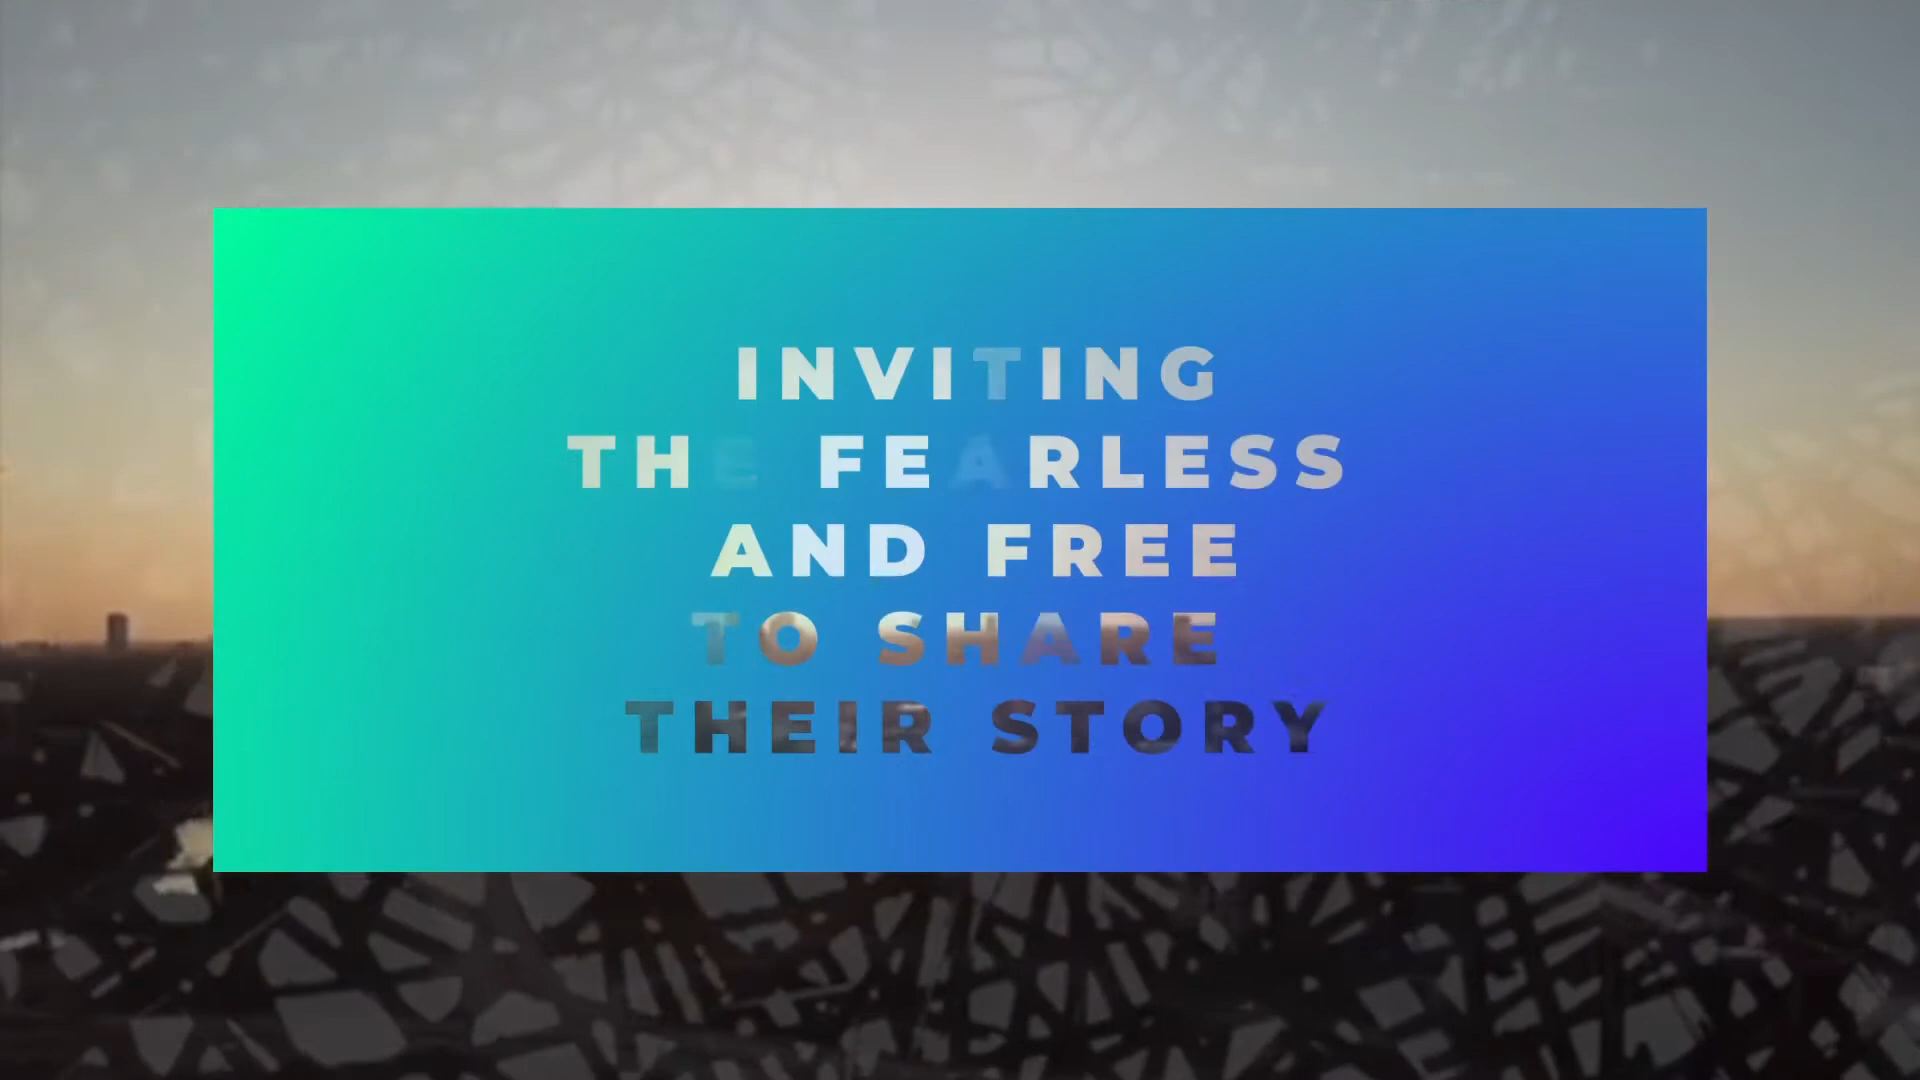 INVITING
THE FEARLESS
AND FREE
TO SHARE
THEIR STORY